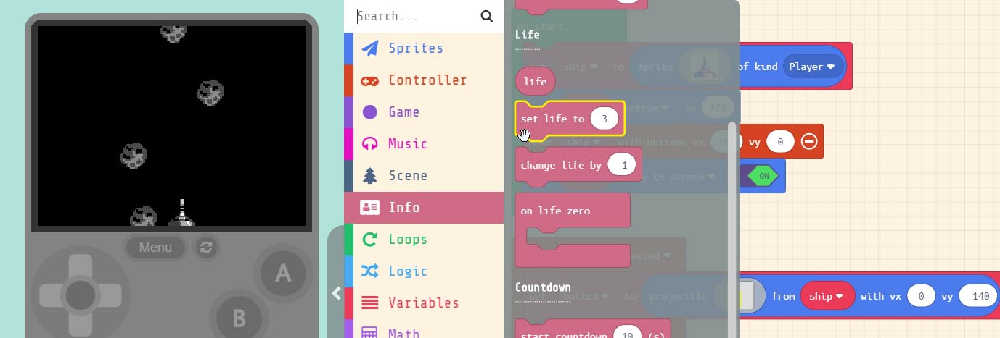 Search...
Sprites
Controller
Game
Music
Scene
Info
Loops
Logic
Variables
Math
Menu
A
B
Life
life
set life to 3
change life by -1
on life zero
Countdown
start countdown 10 (s)
on start
ship to sprite of kind Player
bottom to 128
ship with buttons vx vy 0
in screen ON
set bullet to projectile from ship with vx 0 vy -140